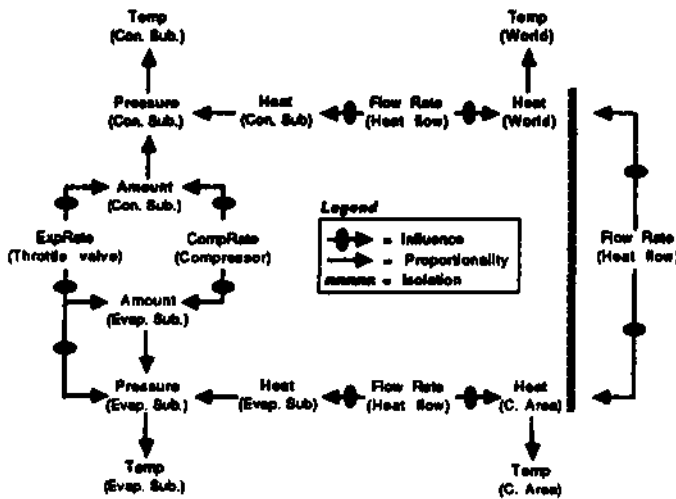 Temp
(Con. Sub.)
Temp
(World)
Pressure
(Con. Sub.)
Heat
(Con. Sub)
Flow Rate
(Heat flow)
Heat
(World)
Amount
(Con. Sub.)
ExpRate
(Throttle valve)
CompRate
(Compressor)
Legend
= Influence
= Proportionality
= Isolation
Flow Rate
(Heat flow)
Amount
(Evap. Sub.)
Pressure
(Evap. Sub.)
Heat
(Evap. Sub)
Flow Rate
(Heat flow)
Heat
(C. Area)
Temp
(Evap. Sub.)
Temp
(C. Area)